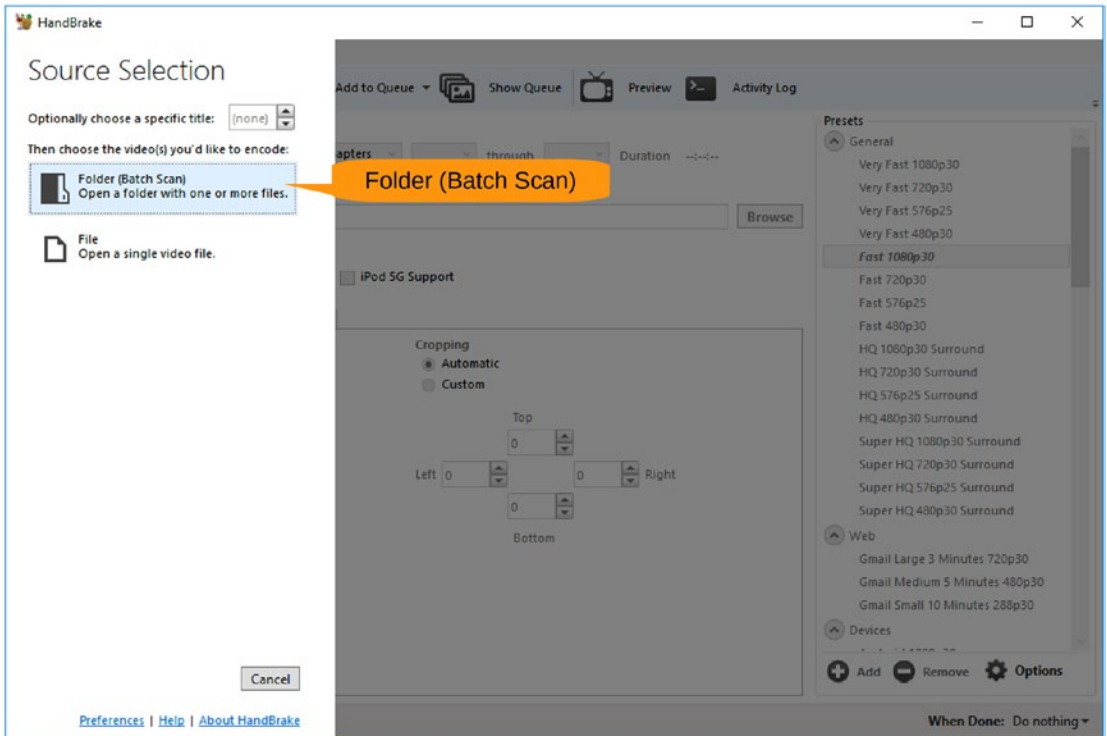 HandBrake
Source Selection
Optionally choose a specific title: (none)
Then choose the video(s) you'd like to encode:
Folder (Batch Scan)
Open a folder with one or more files.
File
Open a single video file.
Cancel
Preferences | Help | About HandBrake
Folder (Batch Scan)
Add to Queue Show Queue Preview Activity Log
through Duration --:--:--
Browse
iPod 5G Support
Cropping
Automatic
Custom
Top
0
Left 0 0 Right
0
Bottom
Presets
General
Very Fast 1080p30
Very Fast 720p30
Very Fast 576p25
Very Fast 480p30
Fast 1080p30
Fast 720p30
Fast 576p25
Fast 480p30
HQ 1080p30 Surround
HQ 720p30 Surround
HQ 576p25 Surround
HQ 480p30 Surround
Super HQ 1080p30 Surround
Super HQ 720p30 Surround
Super HQ 576p25 Surround
Super HQ 480p30 Surround
Web
Gmail Large 3 Minutes 720p30
Gmail Medium 5 Minutes 480p30
Gmail Small 10 Minutes 288p30
Devices
Add Remove Options
When Done: Do nothing